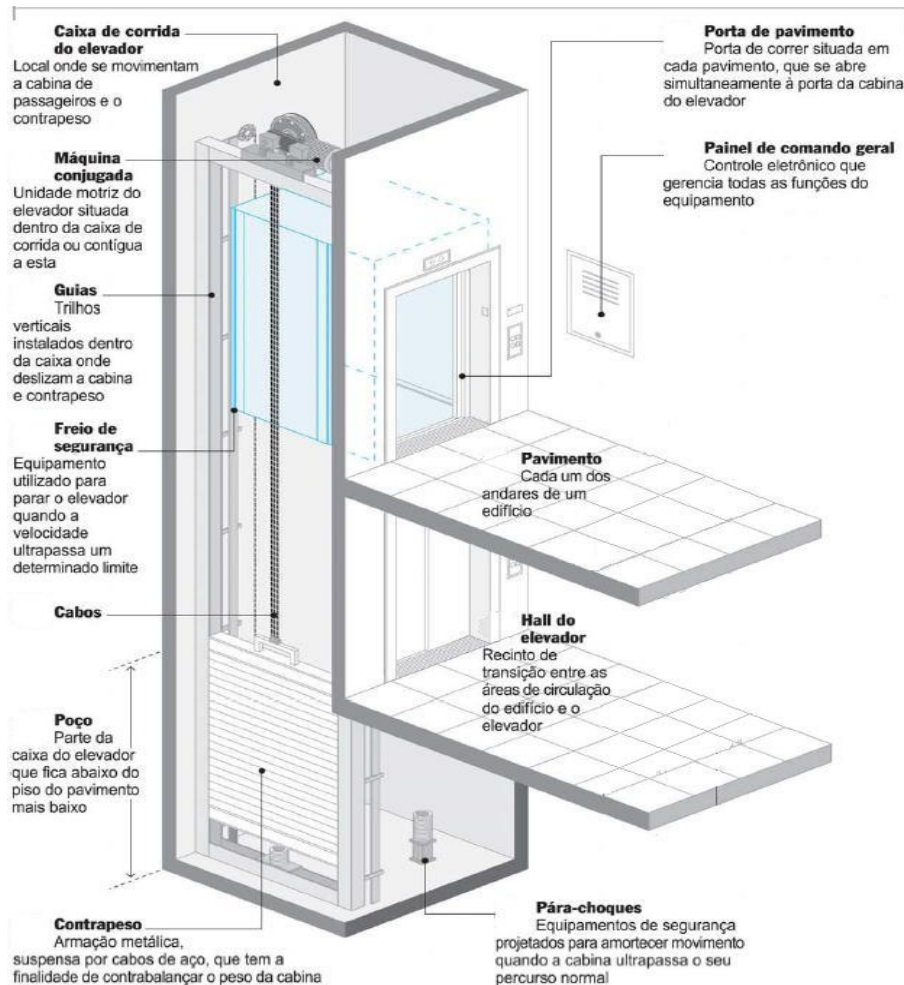 Caixa de corrida
do elevador
Local onde se movimentam
a cabina de
passageiros e o
contrapeso
Máquina
conjugada
Unidade motriz do
elevador situada
dentro da caixa de
corrida ou contígua
a esta
Guias
Trilhos
verticais
instalados dentro
da caixa onde
deslizam a cabina
e contrapeso
Freio de
segurança
Equipamento
utilizado para
parar o elevador
quando a
velocidade
ultrapassa um
determinado limite
Cabos
Poço
Parte da
caixa do elevador
que fica abaixo do
piso do pavimento
mais baixo
Contrapeso
Armação metálica,
suspensa por cabos de aço, que tem a
finalidade de contrabalançar o peso da cabina
Porta de pavimento
Porta de correr situada em
cada pavimento, que se abre
simultaneamente à porta da cabina
do elevador
Painel de comando geral
Controle eletrônico que
gerencia todas as funções do
equipamento
Pavimento
Cada um dos
andares de um
edifício
Hall do
elevador
Recinto de
transição entre as
áreas de circulação
do edifício e o
elevador
Pára-choques
Equipamentos de segurança
projetados para amortecer movimento
quando a cabina ultrapassa o seu
percurso normal